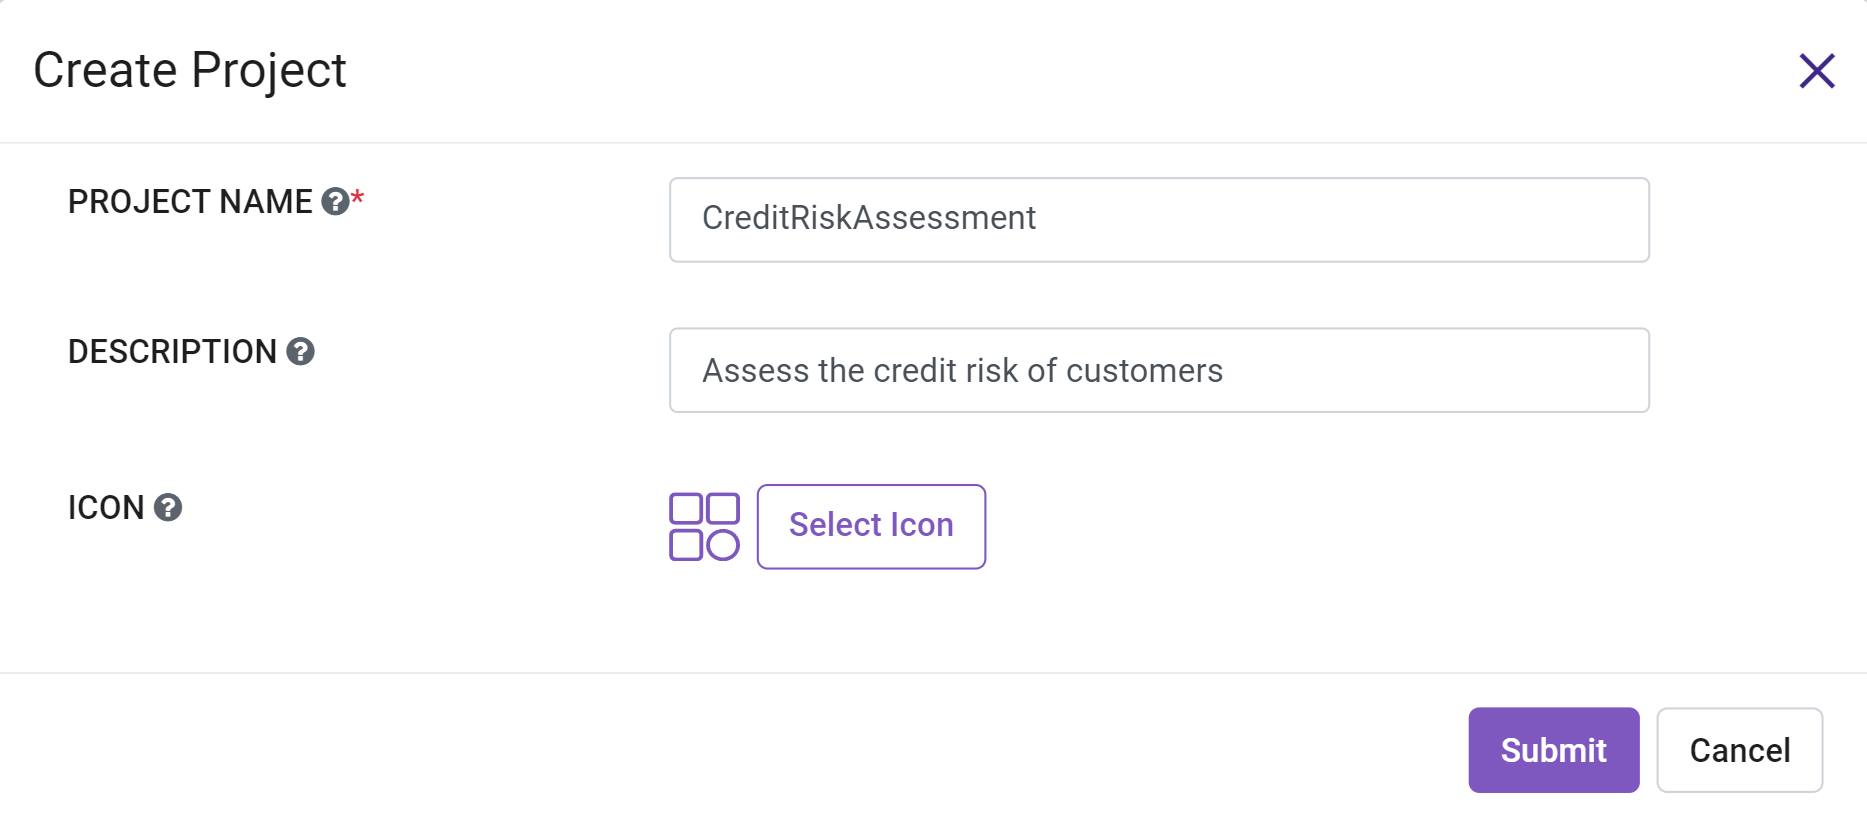 Create Project
PROJECT NAME ?*
CreditRiskAssessment
DESCRIPTION ?
Assess the credit risk of customers
ICON ?
Select Icon
Submit
Cancel